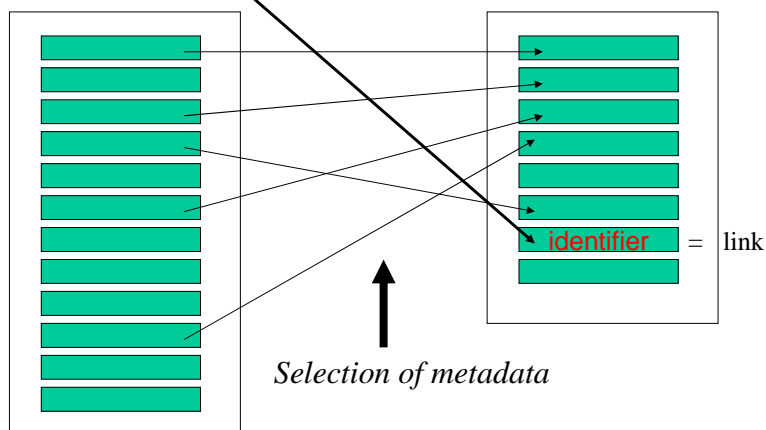 identifier = link
Selection of metadata